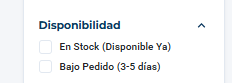 Disponibilidad
En Stock (Disponible Ya)
Bajo Pedido (3-5 días)